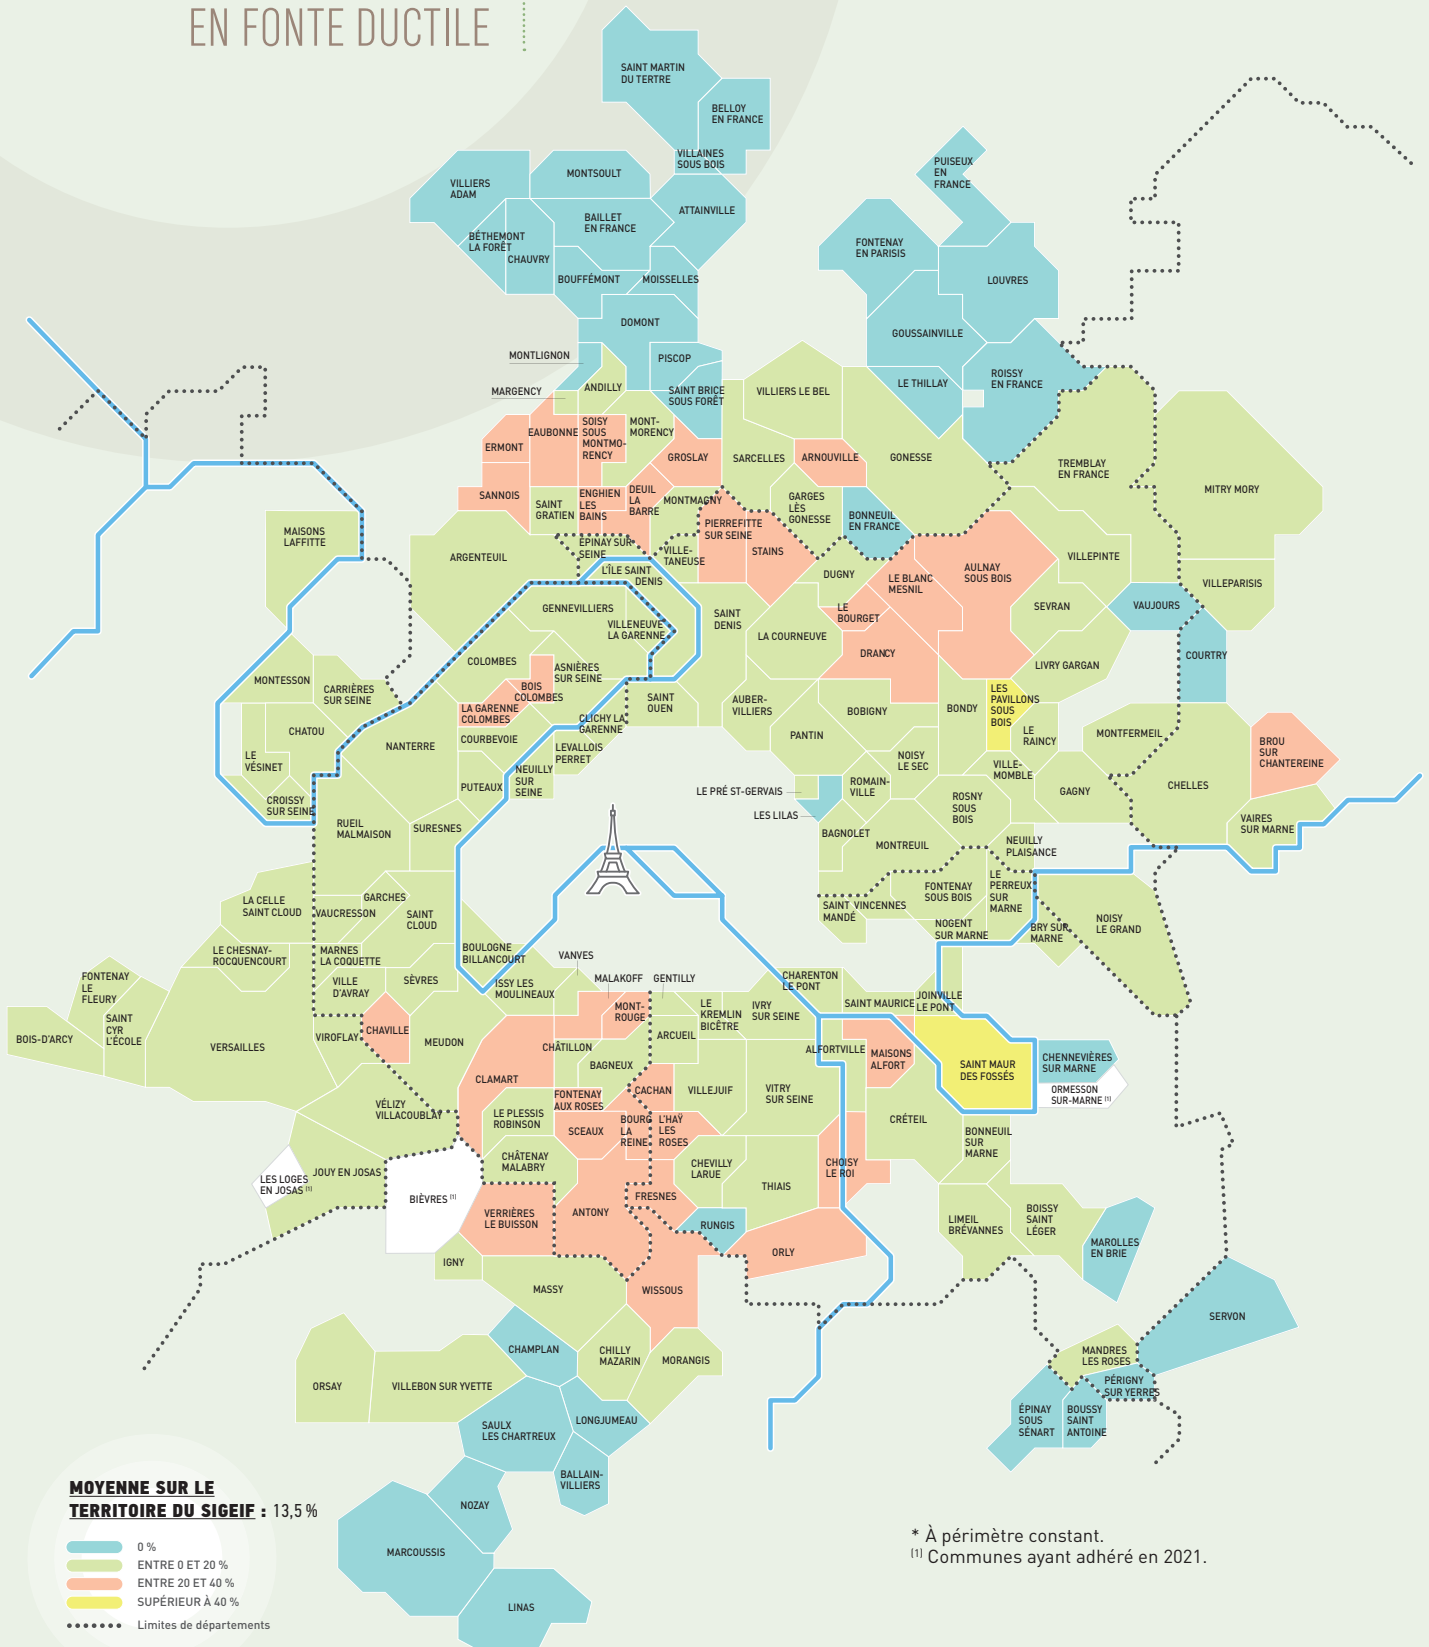 EN FONTE DUCTILE
SAINT MARTIN
DU TERTRE
BELLOY
EN FRANCE
VILLAINES
SOUS BOIS
VILLIERS
ADAM
MONTSOULT
PUISEUX
EN
FRANCE
ATTAINVILLE
BAILLET
EN FRANCE
BÉTHEMONT
LA FORÊT
CHAUVRY
FONTENAY
EN PARISIS
BOUFFÉMONT
MOISSELLES
LOUVRES
DOMONT
GOUSSAINVILLE
MONTLIGNON
PISCOP
ROISSY
EN FRANCE
MARGENCY
ANDILLY
SAINT BRICE
SOUS FORÊT
VILLIERS LE BEL
LE THILLAY
EAUBONNE
SOISY
SOUS
MONTMO-
RENCY
MONT-
MORENCY
ERMONT
GROSLAY
SARCELLES
ARNOUVILLE
GONESSE
TREMBLAY
EN FRANCE
MITRY MORY
SANNOIS
SAINT
GRATIEN
ENGHIEN
LES
BAINS
DEUIL
LA
BARRE
MONTMAGNY
GARGES
LÈS
GONESSE
BONNEUIL
EN FRANCE
PIERREFITTE
SUR SEINE
MAISONS
LAFFITTE
ARGENTEUIL
ÉPINAY SUR
SEINE
VILLE-
TANEUSE
STAINS
VILLEPINTE
L'ÎLE SAINT
DENIS
DUGNY
LE BLANC
MESNIL
AULNAY
SOUS BOIS
VILLEPARISIS
GENNEVILLIERS
VILLENEUVE
LA GARENNE
SAINT
DENIS
LE
BOURGET
SEVRAN
VAUJOURS
LA COURNEUVE
DRANCY
COURTRY
COLOMBES
ASNIÈRES
SUR SEINE
LIVRY GARGAN
MONTESSON
CARRIÈRES
SUR SEINE
BOIS
COLOMBES
LA GARENNE
COLOMBES
SAINT
OUEN
AUBER-
VILLIERS
BOBIGNY
BONDY
LES
PAVILLONS
SOUS
BOIS
CLICHY LA
GARENNE
CHATOU
NANTERRE
COURBEVOIE
PANTIN
LE
RAINCY
MONTFERMEIL
BROU
SUR
CHANTEREINE
LE
VÉSINET
LEVALLOIS
PERRET
NOISY
LE SEC
VILLE-
MOMBLE
PUTEAUX
NEUILLY
SUR
SEINE
LE PRÉ ST-GERVAIS
ROMAIN-
VILLE
GAGNY
CHELLES
CROISSY
SUR SEINE
LES LILAS
ROSNY
SOUS
BOIS
RUEIL
MALMAISON
SURESNES
BAGNOLET
MONTREUIL
NEUILLY
PLAISANCE
VAIRES
SUR MARNE
LA CELLE
SAINT CLOUD
VAUCRESSON
GARCHES
SAINT
CLOUD
SAINT
MANDÉ
VINCENNES
FONTENAY
SOUS BOIS
LE
PERREUX
SUR
MARNE
NOGENT
SUR MARNE
BRY SUR
MARNE
NOISY
LE GRAND
LE CHESNAY-
ROCQUENCOURT
MARNES
LA COQUETTE
BOULOGNE
BILLANCOURT
VANVES
FONTENAY
LE
FLEURY
VILLE
D'AVRAY
SÈVRES
ISSY LES
MOULINEAUX
MALAKOFF
GENTILLY
CHARENTON
LE PONT
SAINT MAURICE
JOINVILLE
LE PONT
BOIS-D'ARCY
SAINT
CYR
L'ÉCOLE
VERSAILLES
VIROFLAY
CHAVILLE
MEUDON
MONT-
ROUGE
LE
KREMLIN
BICÊTRE
IVRY
SUR SEINE
ARCUEIL
CHÂTILLON
BAGNEUX
ALFORTVILLE
MAISONS
ALFORT
SAINT MAUR
DES FOSSÉS
CHENNEVIÈRES
SUR MARNE
CLAMART
ORMESSON
SUR-MARNE (1)
VÉLIZY
VILLACOUBLAY
FONTENAY
AUX ROSES
CACHAN
VILLEJUIF
VITRY
SUR SEINE
LE PLESSIS
ROBINSON
SCEAUX
BOURG
LA
REINE
L'HAŸ
LES
ROSES
CRÉTEIL
BONNEUIL
SUR
MARNE
LES LOGES
EN JOSAS (1)
JOUY EN JOSAS
BIÈVRES (1)
CHÂTENAY
MALABRY
CHEVILLY
LARUE
THIAIS
CHOISY
LE ROI
VERRIÈRES
LE BUISSON
ANTONY
FRESNES
RUNGIS
ORLY
LIMEIL
BRÉVANNES
BOISSY
SAINT
LÉGER
MAROLLES
EN BRIE
IGNY
MASSY
WISSOUS
SERVON
CHAMPLAN
CHILLY
MAZARIN
MORANGIS
MANDRES
LES ROSES
ORSAY
VILLEBON SUR YVETTE
PÉRIGNY
SUR YERRES
SAULX
LES CHARTREUX
LONGJUMEAU
ÉPINAY
SOUS
SÉNART
BOUSSY
SAINT
ANTOINE
BALLAIN-
VILLIERS
NOZAY
MARCOUSSIS
LINAS
MOYENNE SUR LE
TERRITOIRE DU SIGEIF : 13,5 %
0 %
ENTRE 0 ET 20 %
ENTRE 20 ET 40 %
SUPÉRIEUR À 40 %
Limites de départements
* À périmètre constant.
(1) Communes ayant adhéré en 2021.